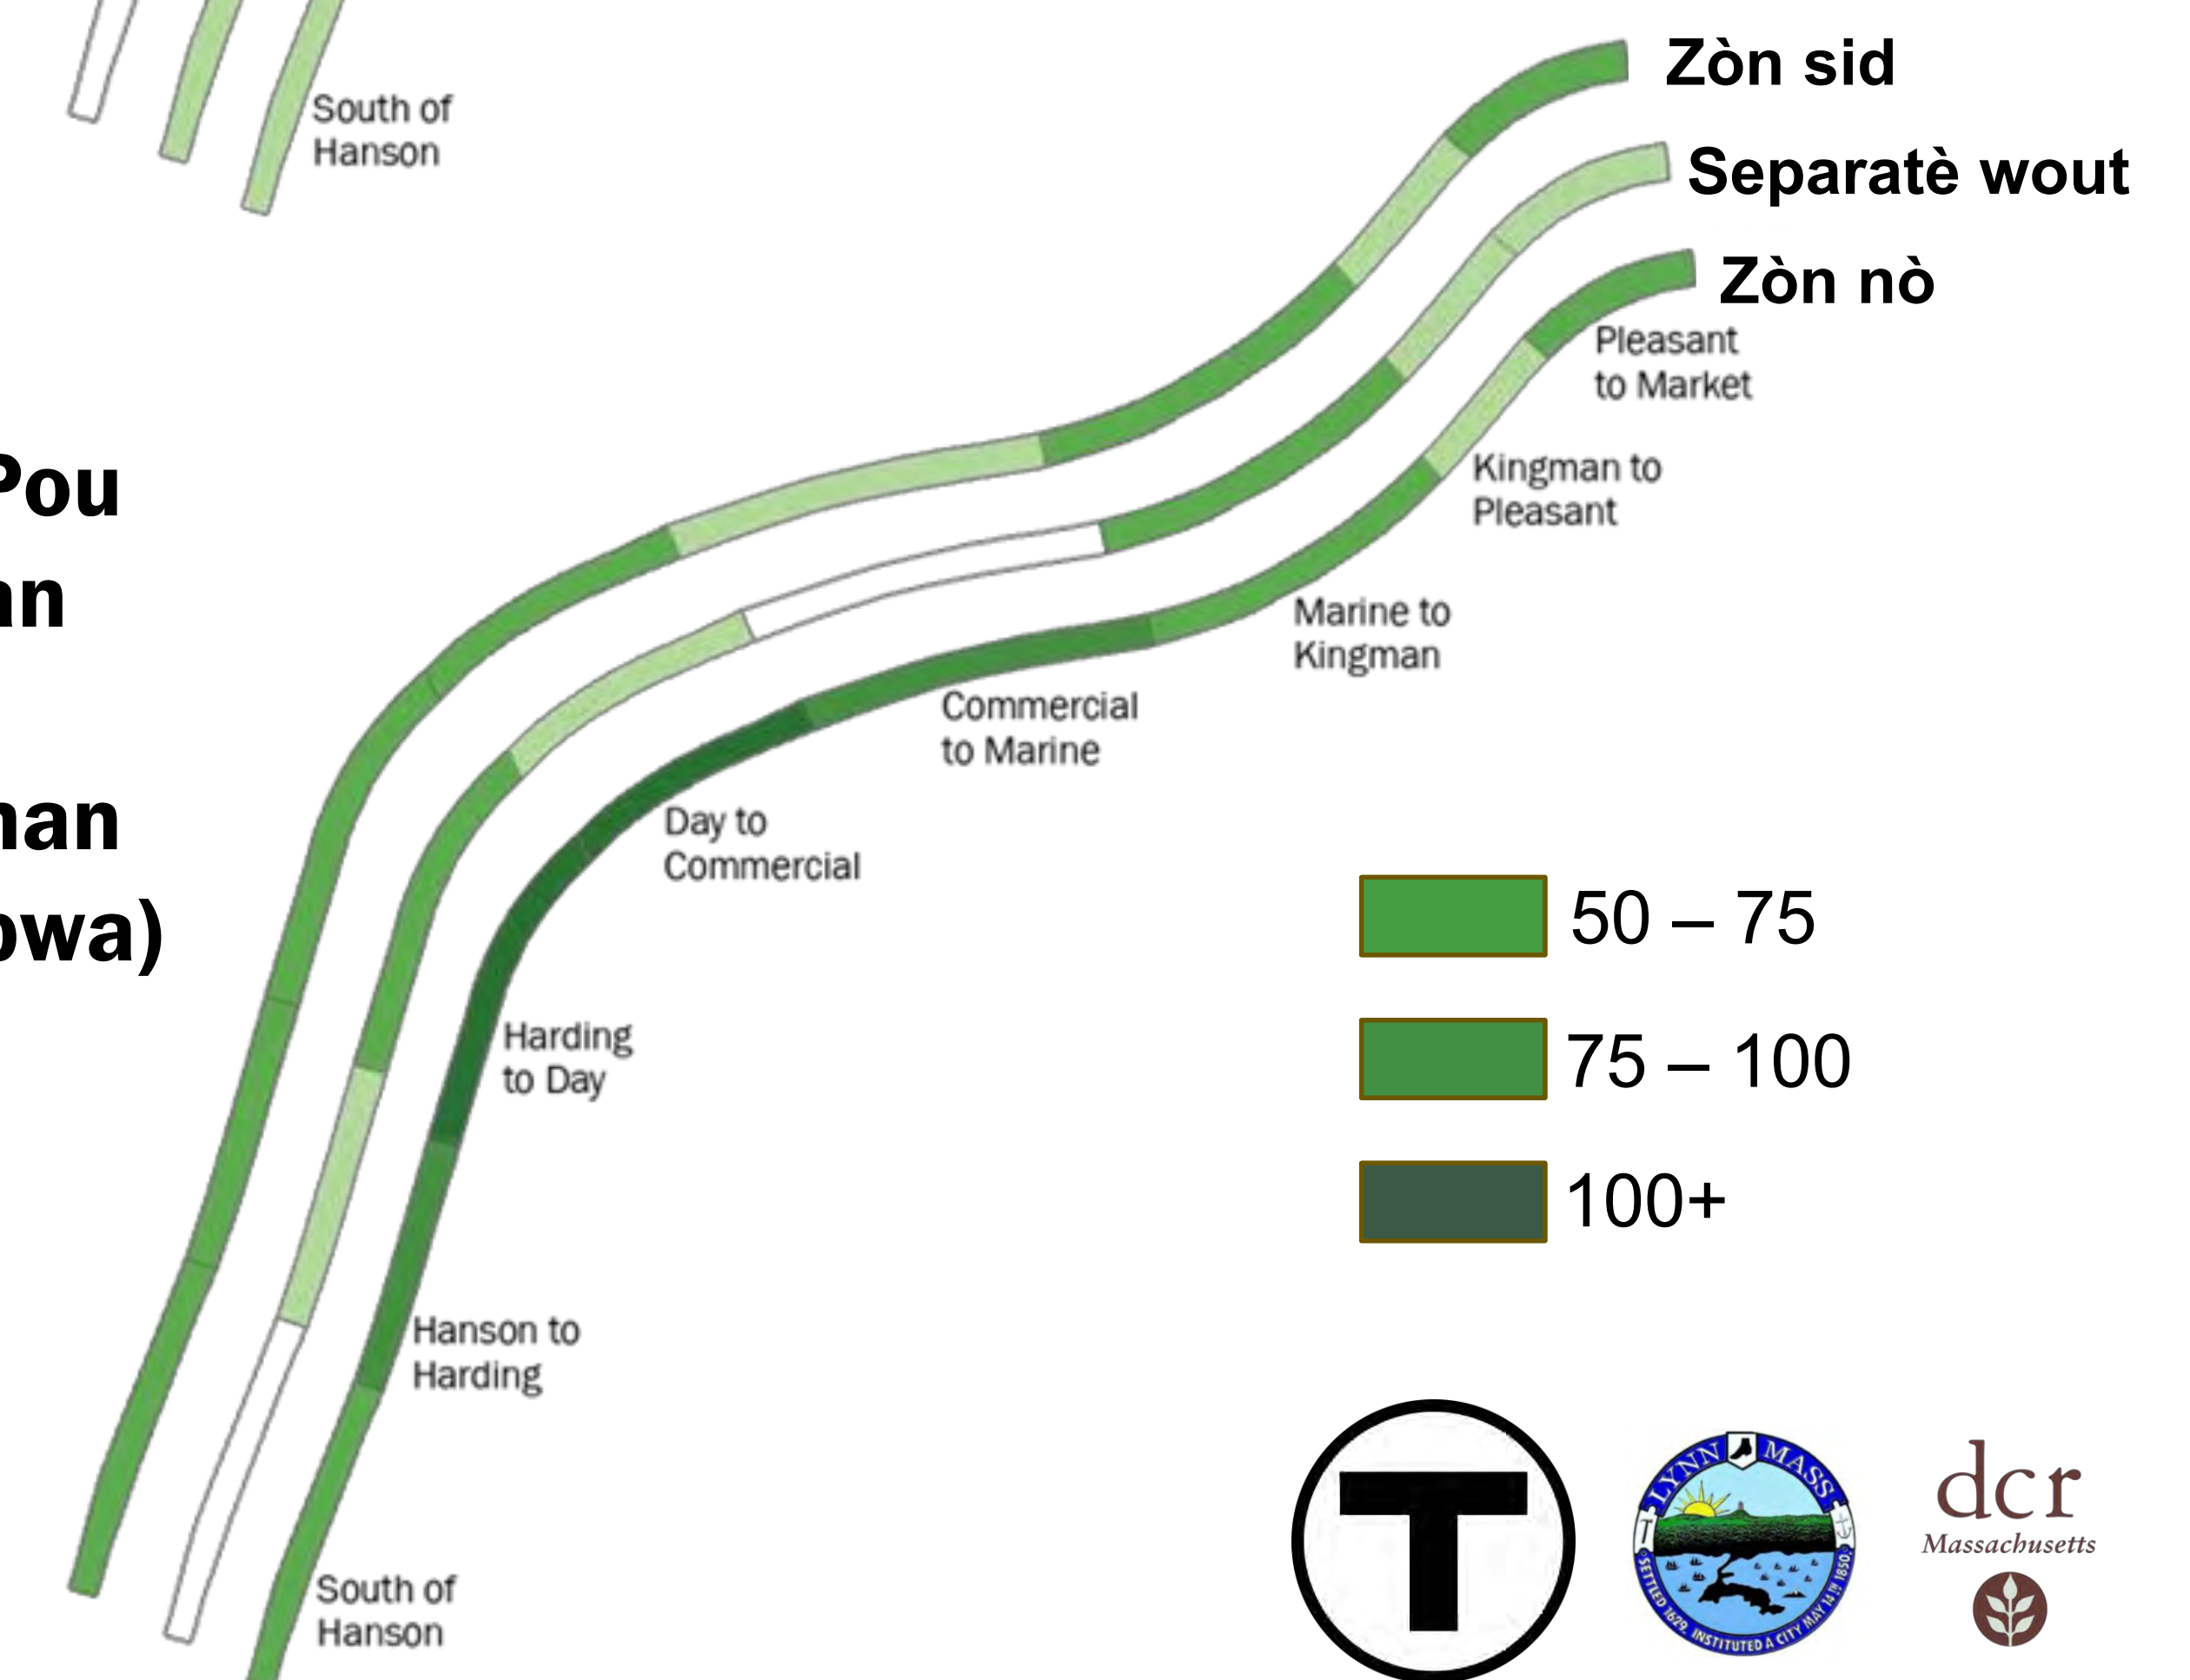 South of
Hanson
Zòn sid
Separatè wout
Zòn nò
Pleasant
to Market
Kingman to
Pleasant
Marine to
Kingman
Commercial
to Marine
Day to
Commercial
Harding
to Day
Hanson to
Harding
South of
Hanson
Pou
an
nan
owa)
50 – 75
75 – 100
100+
T
LYNN MASS
SETTLED 1629. INSTITUTED A CITY MAY 14TH 1850.
dcr
Massachusetts